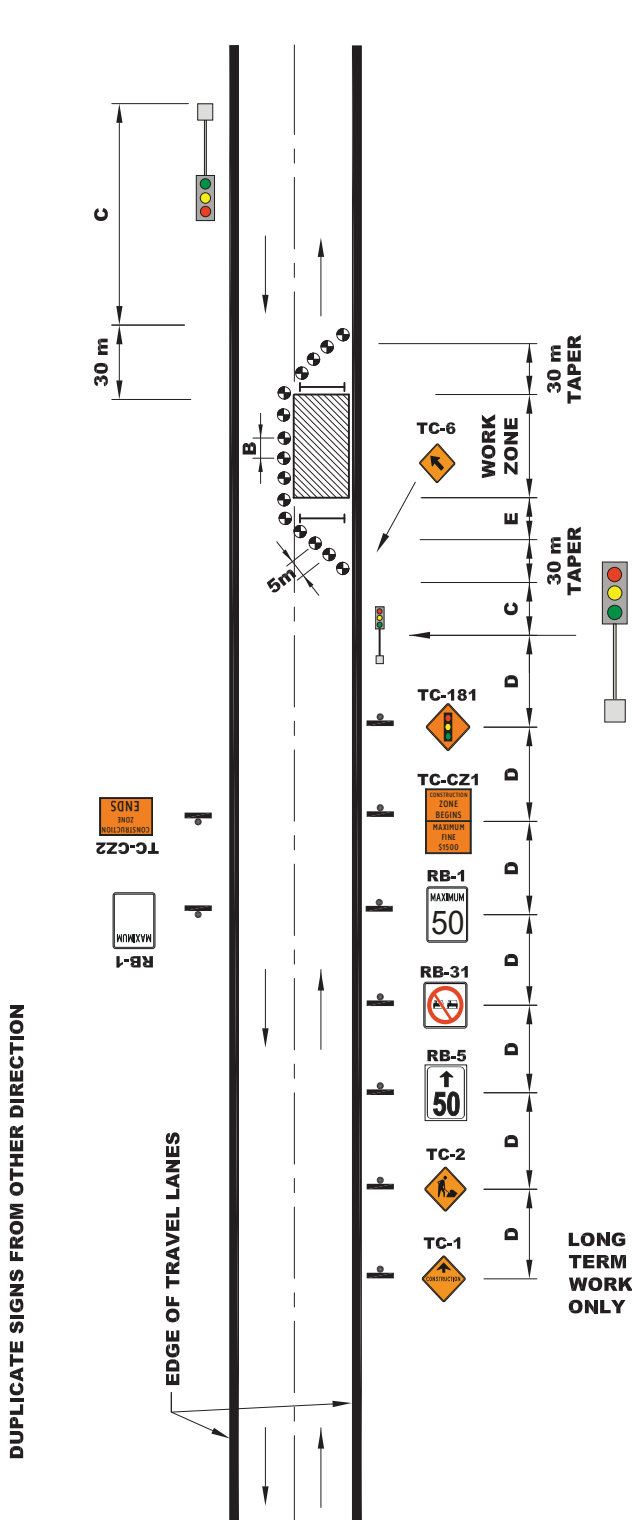 C
30 m
30 m
TAPER
B
TC-6
WORK
ZONE
E
30 m
TAPER
5m
C
D
TC-181
D
TC-CZ1
CONSTRUCTION
ZONE
BEGINS
MAXIMUM
FINE
$1500
CONSTRUCTION
ZONE
ENDS
TC-CZ2
D
RB-1
MAXIMUM
50
MAXIMUM
RB-1
D
RB-31
D
RB-5
50
D
TC-2
D
TC-1
CONSTRUCTION
LONG
TERM
WORK
ONLY
EDGE OF TRAVEL LANES
DUPLICATE SIGNS FROM OTHER DIRECTION